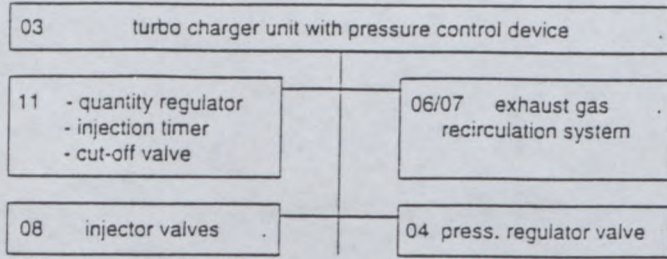 03 turbo charger unit with pressure control device
11 - quantity regulator
- injection timer
- cut-off valve
06/07 exhaust gas
recirculation system
08 injector valves
04 press. regulator valve